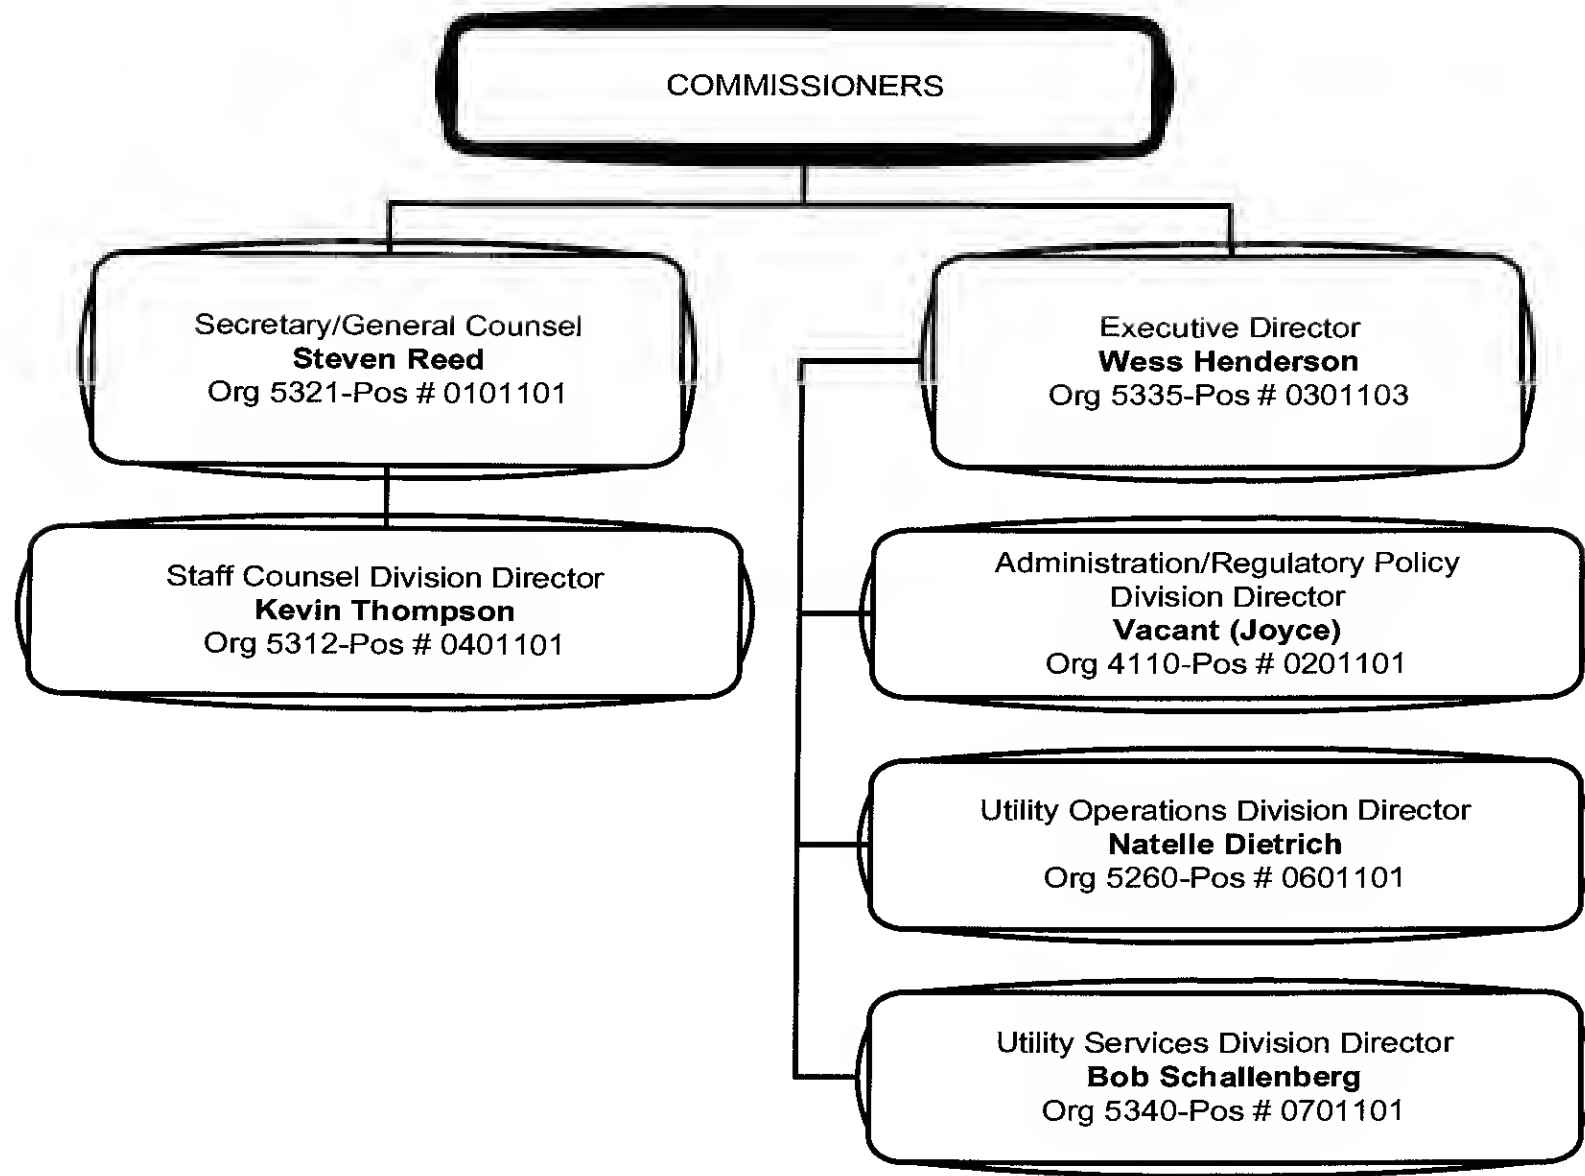 COMMISSIONERS
Secretary/General Counsel
Steven Reed
Org 5321-Pos # 0101101
Executive Director
Wess Henderson
Org 5335-Pos # 0301103
Staff Counsel Division Director
Kevin Thompson
Org 5312-Pos # 0401101
Administration/Regulatory Policy
Division Director
Vacant (Joyce)
Org 4110-Pos # 0201101
Utility Operations Division Director
Natelle Dietrich
Org 5260-Pos # 0601101
Utility Services Division Director
Bob Schallenberg
Org 5340-Pos # 0701101